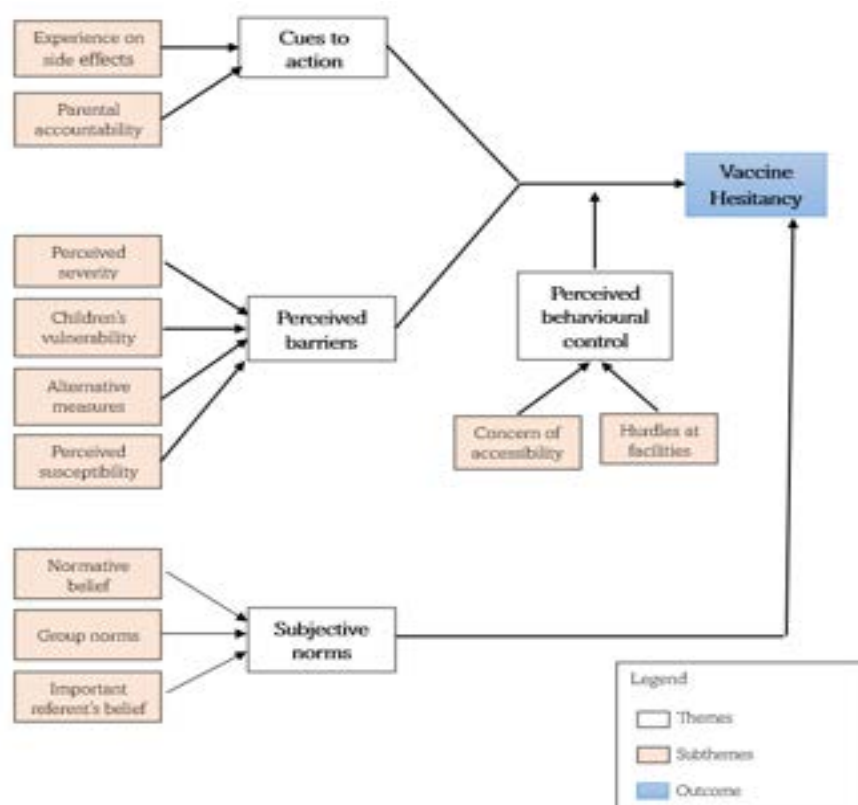 Experience on
side effects
Cues to
action
Parental
accountability
Vaccine
Hesitancy
Perceived
severity
Children's
vulnerability
Perceived
barriers
Perceived
behavioural
control
Alternative
measures
Perceived
susceptibility
Concern of
accessibility
Hurdles at
facilities
Normative
belief
Group norms
Subjective
norms
Important
referent's belief
Legend
Themes
Subthemes
Outcome